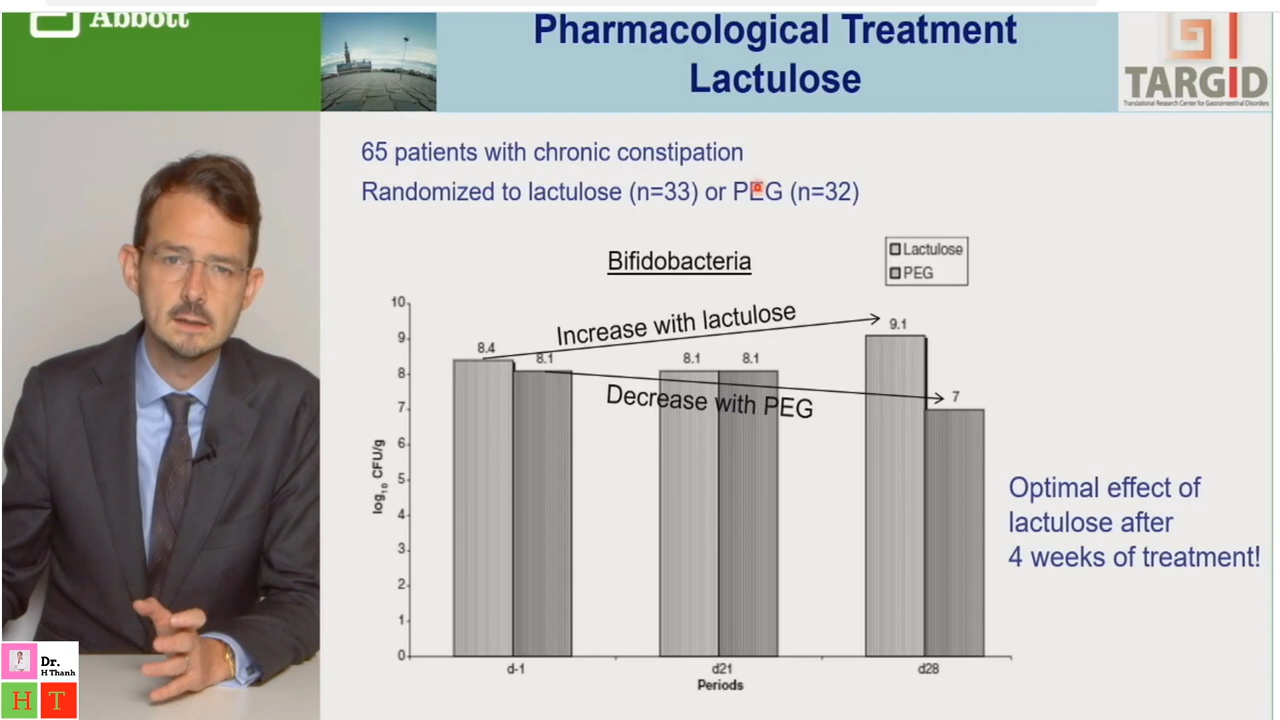 Abbott
Pharmacological Treatment
Lactulose
TARGID
Translational Research Center for Gastrointestinal Disorders
65 patients with chronic constipation
Randomized to lactulose (n=33) or PEG (n=32)
Bifidobacteria
Lactulose
PEG
Increase with lactulose
Decrease with PEG
8.4
8.1
8.1
8.1
9.1
7
10
9
8
7
6
5
4
3
2
1
0
log10 CFU/g
d-1
d21
d28
Periods
Optimal effect of
lactulose after
4 weeks of treatment!
Dr.
H Thanh
H T